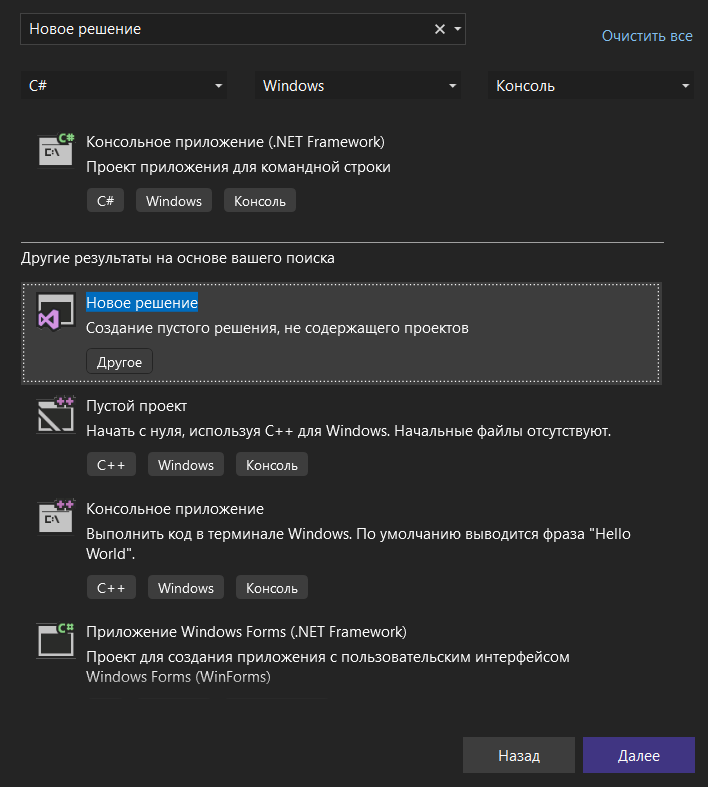 Новое решение
Очистить все
C# Windows Консоль
C#
C:\
Консольное приложение (.NET Framework)
Проект приложения для командной строки
C# Windows Консоль
Другие результаты на основе вашего поиска
Новое решение
Создание пустого решения, не содержащего проектов
Другое
++
Пустой проект
Начать с нуля, используя C++ для Windows. Начальные файлы отсутствуют.
C++ Windows Консоль
++
C:\
Консольное приложение
Выполнить код в терминале Windows. По умолчанию выводится фраза "Hello
World".
C++ Windows Консоль
C#
Приложение Windows Forms (.NET Framework)
Проект для создания приложения с пользовательским интерфейсом
Windows Forms (WinForms)
Назад Далее